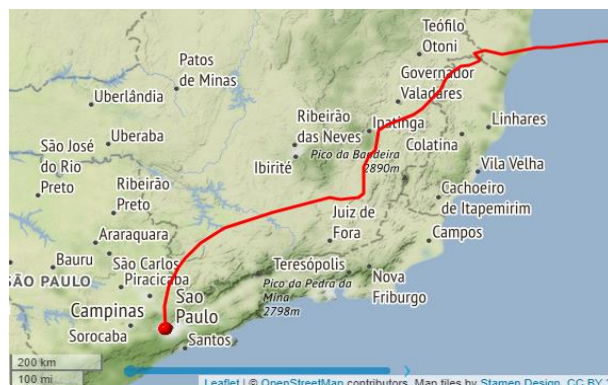 Teófilo
Otoni
Patos
de Minas
Governador
Valadares
Uberlândia
Ribeirão
das Neves
Ipatinga
Linhares
Uberaba
Colatina
São José
do Rio
Preto
Pico da Bandeira
2890m
Ibirité
Vila Velha
Ribeirão
Preto
Cachoeiro
de Itapemirim
Araraquara
Juiz de
Fora
Campos
Bauru
São Carlos
Teresópolis
SÃO PAULO
Piracicaba
Pico da Pedra da
Mina
2798m
Nova
Friburgo
Campinas
Sao
Paulo
Sorocaba
Santos
200 km
100 mi
Leaflet | © OpenStreetMap contributors, Map tiles by Stamen Design, CC BY